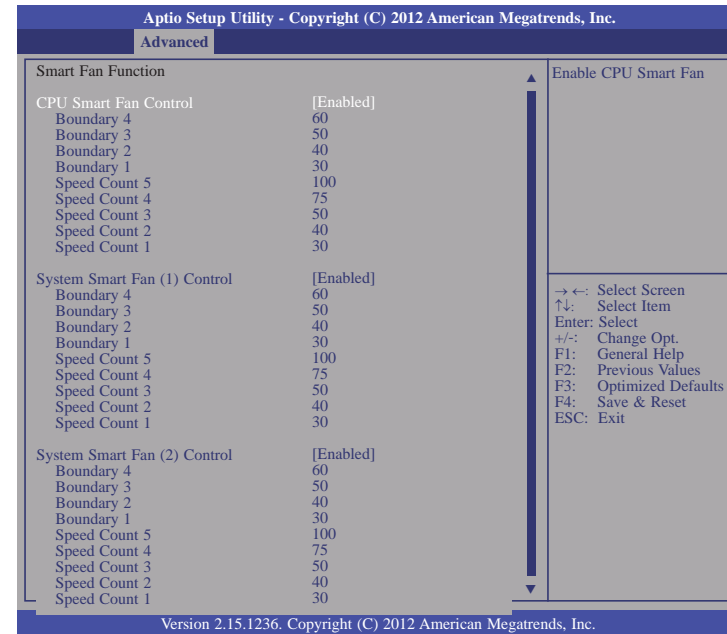 Aptio Setup Utility - Copyright (C) 2012 American Megatrends, Inc.
Advanced
Smart Fan Function
CPU Smart Fan Control [Enabled]
Boundary 4 60
Boundary 3 50
Boundary 2 40
Boundary 1 30
Speed Count 5 100
Speed Count 4 75
Speed Count 3 50
Speed Count 2 40
Speed Count 1 30
System Smart Fan (1) Control [Enabled]
Boundary 4 60
Boundary 3 50
Boundary 2 40
Boundary 1 30
Speed Count 5 100
Speed Count 4 75
Speed Count 3 50
Speed Count 2 40
Speed Count 1 30
System Smart Fan (2) Control [Enabled]
Boundary 4 60
Boundary 3 50
Boundary 2 40
Boundary 1 30
Speed Count 5 100
Speed Count 4 75
Speed Count 3 50
Speed Count 2 40
Speed Count 1 30
Enable CPU Smart Fan
→ ←: Select Screen
↑↓: Select Item
Enter: Select
+/-: Change Opt.
F1: General Help
F2: Previous Values
F3: Optimized Defaults
F4: Save & Reset
ESC: Exit
Version 2.15.1236. Copyright (C) 2012 American Megatrends, Inc.